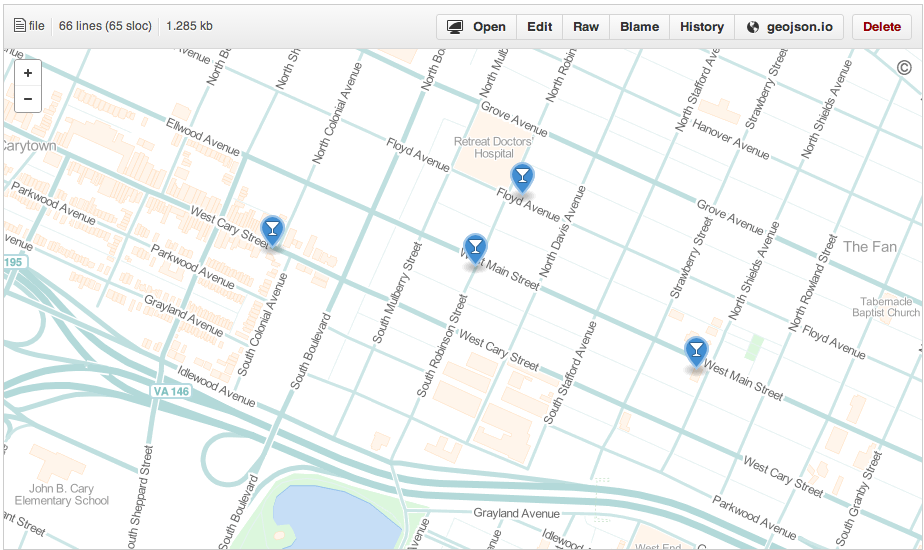 file
66 lines (65 sloc)
1.285 kb
Open
Edit
Raw
Blame
History
geojson.io
Delete
+
−
©
North Colonial Avenue
North Stafford Avenue
Strawberry Street
North Shields Avenue
Grove Avenue
Hanover Avenue
Ellwood Avenue
Floyd Avenue
Retreat Doctors'
Hospital
Carytown
Parkwood Avenue
West Cary Street
Floyd Avenue
North Davis Avenue
Grove Avenue
The Fan
West Main Street
Strawberry Street
North Shields Avenue
North Rowland Street
195
Parkwood Avenue
Grayland Avenue
South Colonial Avenue
South Boulevard
South Mulberry Street
South Robinson Street
West Cary Street
South Stafford Avenue
Tabernacle
Baptist Church
Floyd Avenue
West Main Street
VA 146
Idlewood Avenue
John B. Cary
Elementary School
South Sheppard Street
South Boulevard
Grayland Avenue
West Cary Street
Parkwood Avenue
South Granby Street
Avenue
West End